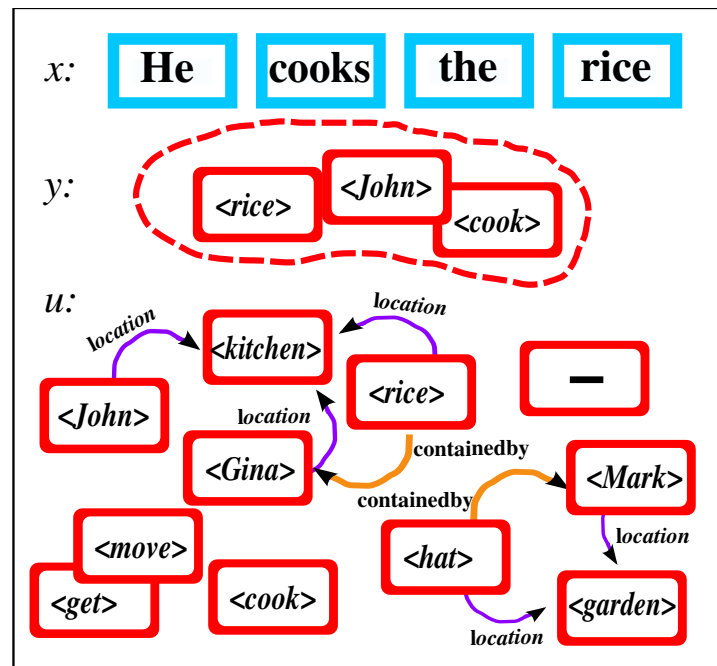 x: He cooks the rice
y: <rice> <John> <cook>
u:
location
location
<kitchen>
<John>
<rice>
–
location
<Gina>
containedby
containedby
<Mark>
<move>
<get>
<cook>
<hat>
location
<garden>
location